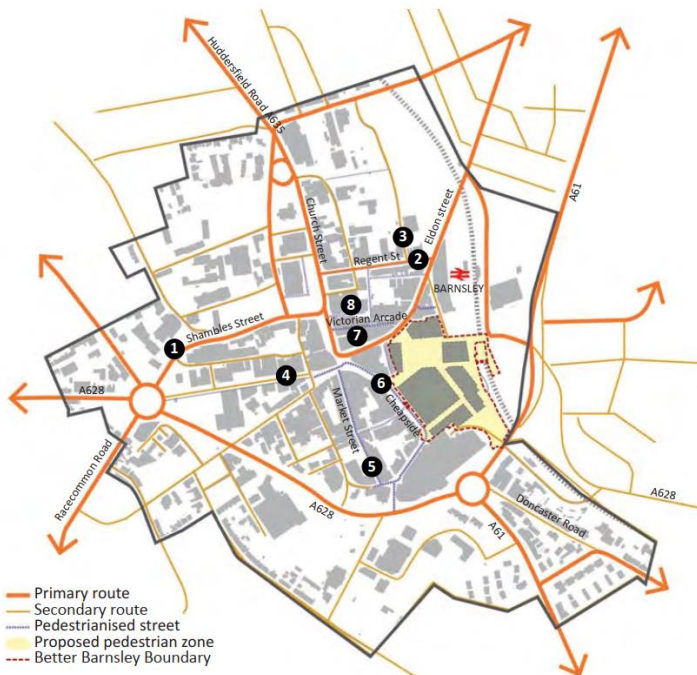 Huddersfield Road A635
A61
Church Street
Eldon street
3
Regent St
2
BARNSLEY
8
Victorian Arcade
7
Shambles Street
1
4
6
Cheapside
A628
Market Street
5
Racecommon Road
A628
A61
Doncaster Road
A628
Primary route
Secondary route
Pedestrianised street
Proposed pedestrian zone
Better Barnsley Boundary